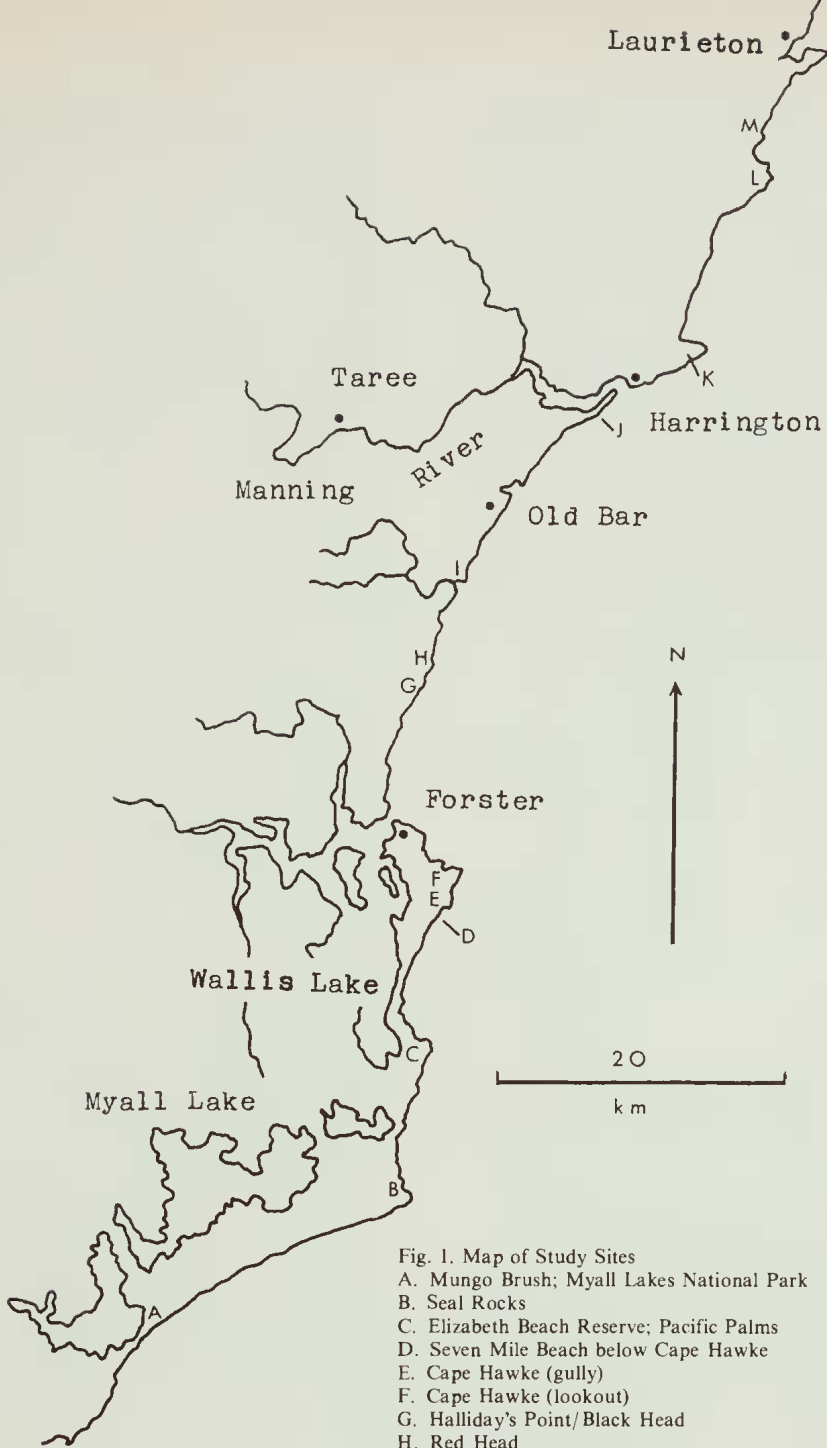 Laurieton
M
L
K
Taree
Harrington
J
River
Manning
Old Bar
I
H
G
N
Forster
F
E
D
Wallis Lake
C
20
km
Myall Lake
B
A
Fig. 1. Map of Study Sites
A. Mungo Brush; Myall Lakes National Park
B. Seal Rocks
C. Elizabeth Beach Reserve; Pacific Palms
D. Seven Mile Beach below Cape Hawke
E. Cape Hawke (gully)
F. Cape Hawke (lookout)
G. Halliday's Point/Black Head
H. Red Head